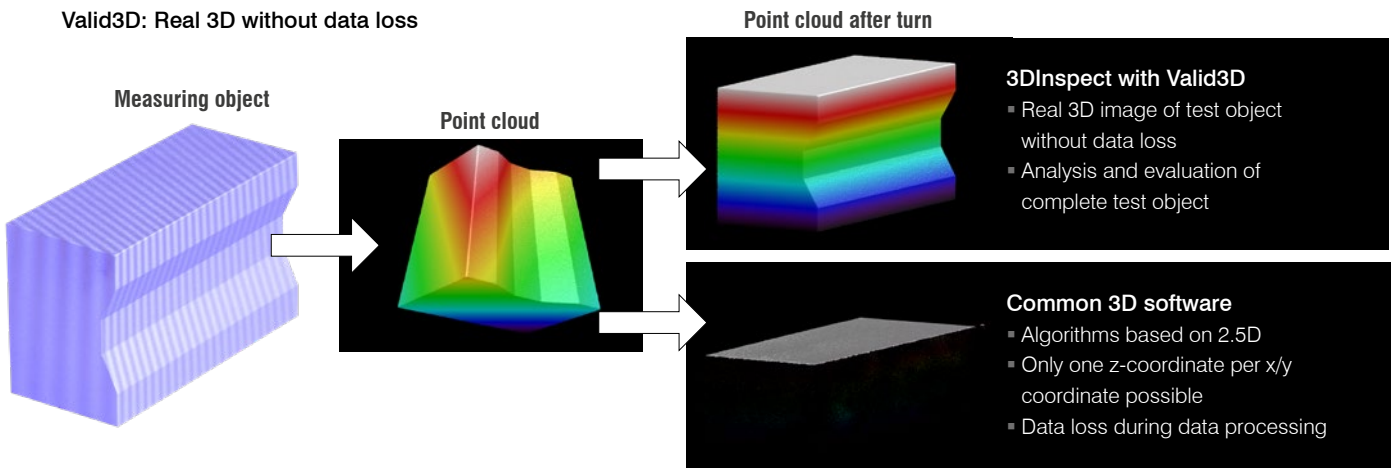 Valid3D: Real 3D without data loss
Measuring object
Point cloud
Point cloud after turn
3DInspect with Valid3D
▪ Real 3D image of test object
without data loss
▪ Analysis and evaluation of
complete test object
Common 3D software
▪ Algorithms based on 2.5D
▪ Only one z-coordinate per x/y
coordinate possible
▪ Data loss during data processing